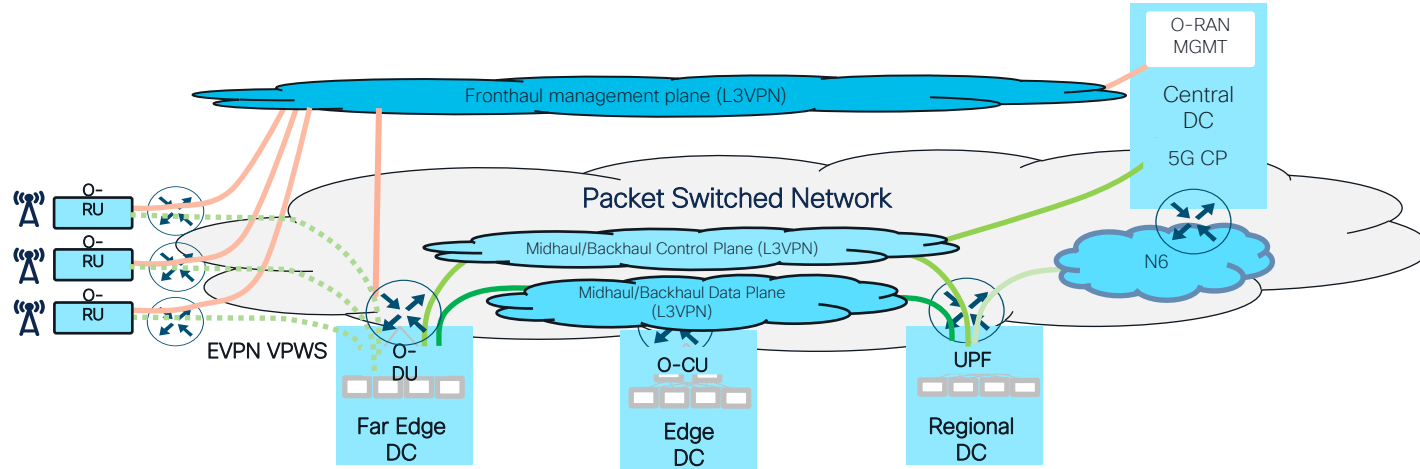 O-RAN
MGMT
Fronthaul management plane (L3VPN)
Central
DC
5G CP
Packet Switched Network
O-
RU
O-
RU
O-
RU
Midhaul/Backhaul Control Plane (L3VPN)
N6
Midhaul/Backhaul Data Plane
(L3VPN)
EVPN VPWS
O-
DU
O-CU
UPF
Far Edge
DC
Edge
DC
Regional
DC